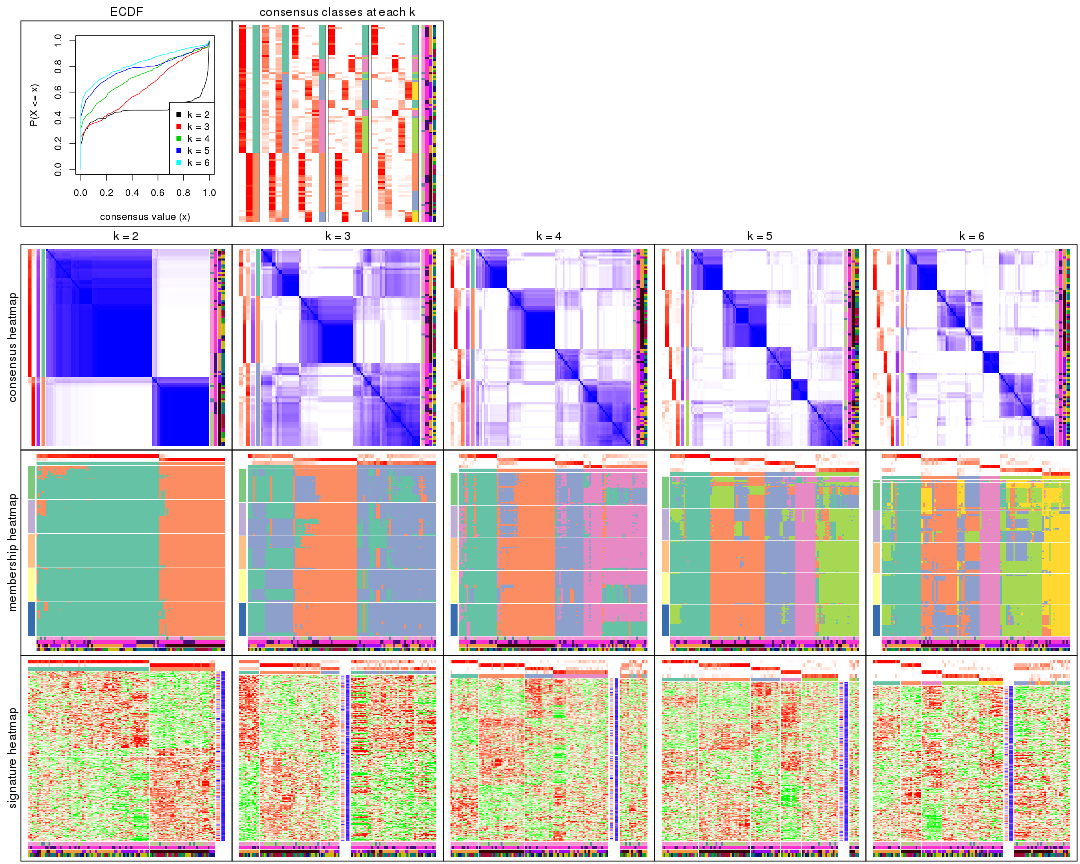 ECDF
consensus classes at each k
P(X <= x)
0.0 0.2 0.4 0.6 0.8 1.0
k = 2
k = 3
k = 4
k = 5
k = 6
0.0 0.2 0.4 0.6 0.8 1.0
consensus value (x)
k = 2 k = 3 k = 4 k = 5 k = 6
consensus heatmap
membership heatmap
signature heatmap